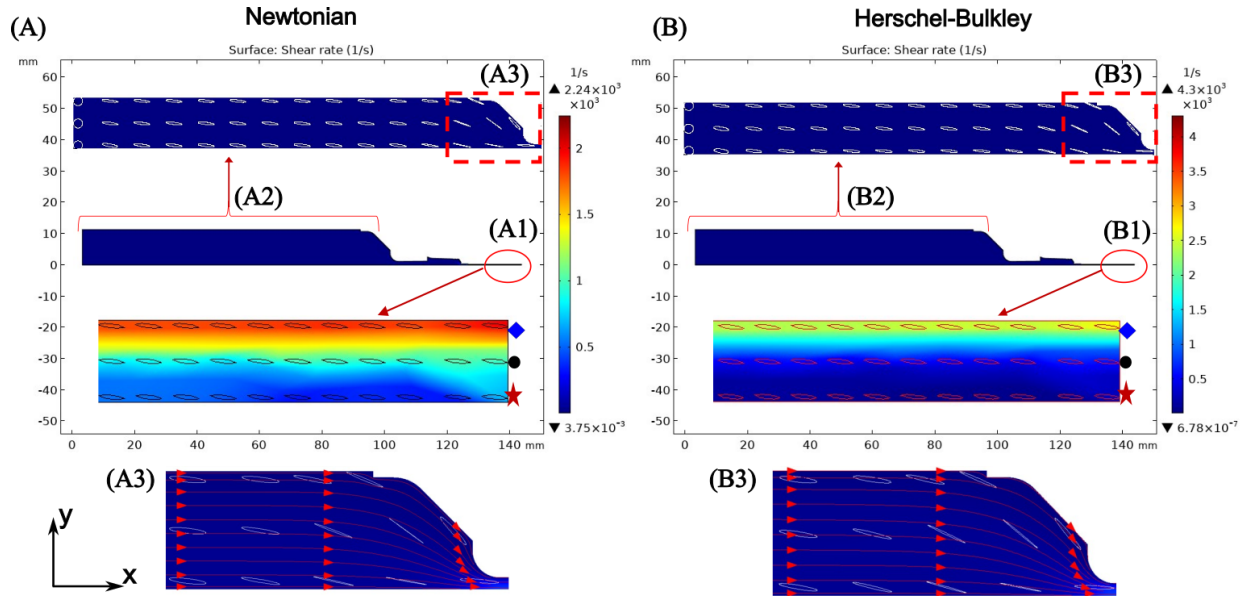 Newtonian
(A)
Surface: Shear rate (1/s)
mm
60
50
40
30
20
10
0
-10
-20
-30
-40
-50
0 20 40 60 80 100 120 140 mm
(A3)
(A2)
(A1)
1/s
▲ 2.24×10³
×10³
2
1.5
1
0.5
▼ 3.75×10⁻³
Herschel-Bulkley
(B)
Surface: Shear rate (1/s)
mm
60
50
40
30
20
10
0
-10
-20
-30
-40
-50
0 20 40 60 80 100 120 140 mm
(B3)
(B2)
(B1)
1/s
▲ 4.3×10³
×10³
4
3.5
3
2.5
2
1.5
1
0.5
0
▼ 6.78×10⁻⁷
(A3)
y
x
(B3)